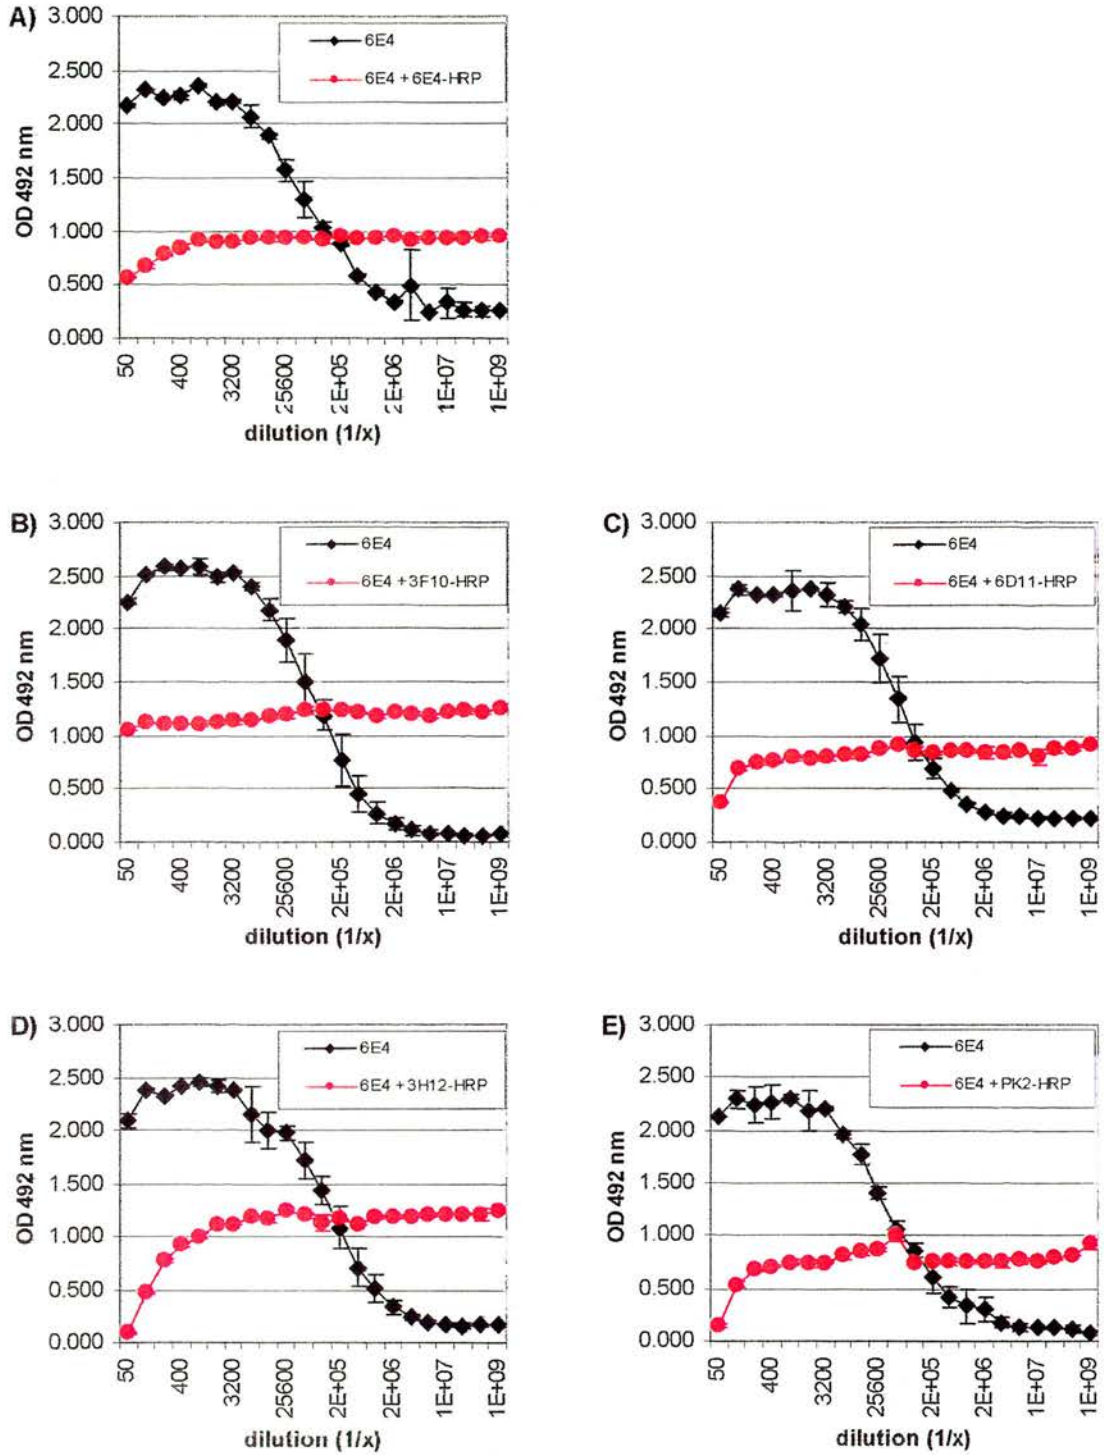 A)
3.000
2.500
2.000
1.500
1.000
0.500
0.000
OD 492 nm
6E4
6E4 + 6E4-HRP
50
400
3200
25600
2E+05
2E+06
1E+07
1E+09
dilution (1/x)
B)
3.000
2.500
2.000
1.500
1.000
0.500
0.000
OD 492 nm
6E4
6E4 +3F10-HRP
50
400
3200
25600
2E+05
2E+06
1E+07
1E+09
dilution (1/x)
C)
3.000
2.500
2.000
1.500
1.000
0.500
0.000
OD 492 nm
6E4
6E4 + 6D11-HRP
50
400
3200
25600
2E+05
2E+06
1E+07
1E+09
dilution (1/x)
D)
3.000
2.500
2.000
1.500
1.000
0.500
0.000
OD 492 nm
6E4
6E4 +3H12-HRP
50
400
3200
25600
2E+05
2E+06
1E+07
1E+09
dilution (1/x)
E)
3.000
2.500
2.000
1.500
1.000
0.500
0.000
OD 492 nm
6E4
6E4 +PK2-HRP
50
400
3200
25600
2E+05
2E+06
1E+07
1E+09
dilution (1/x)